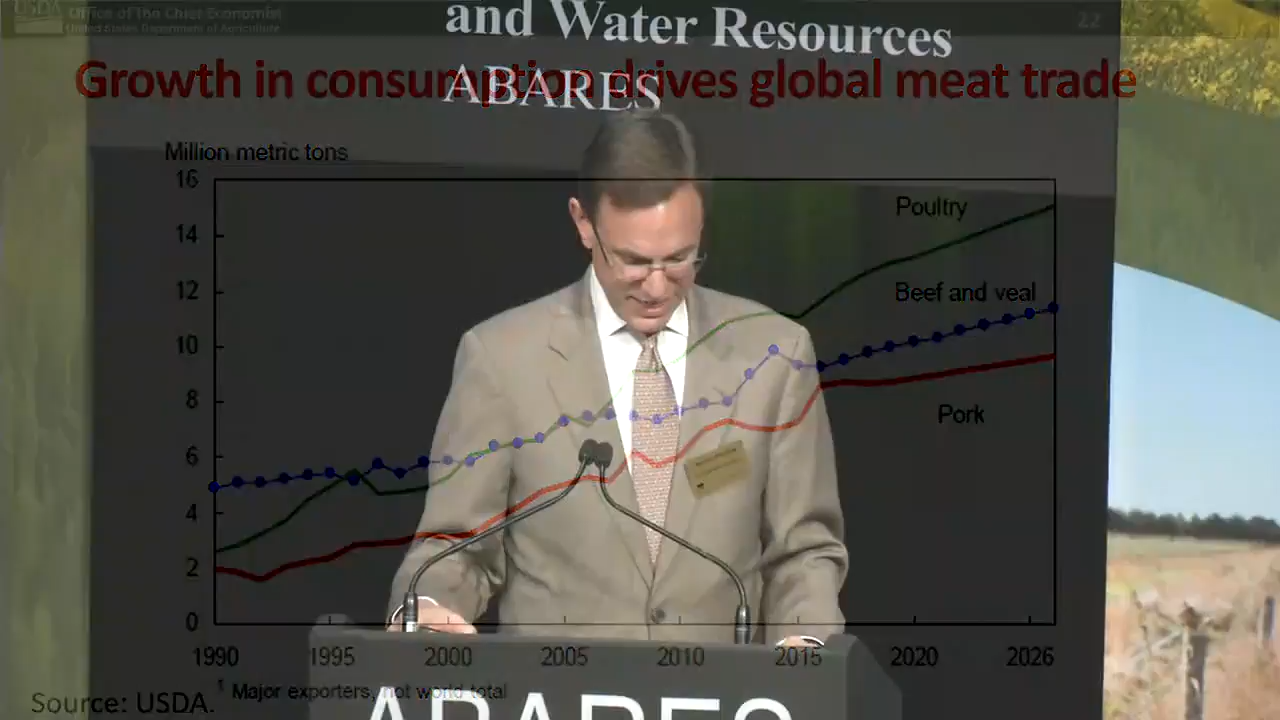 USDA Office of The Chief Economist
United States Department of Agriculture
22
and Water Resources
ABARES
Growth in consumption drives global meat trade
Million metric tons
16
14
12
10
8
6
4
2
0
Poultry
Beef and veal
Pork
1990 1995 2000 2005 2010 2015 2020 2026
¹ Major exporters, not world total
Source: USDA.
ABARES